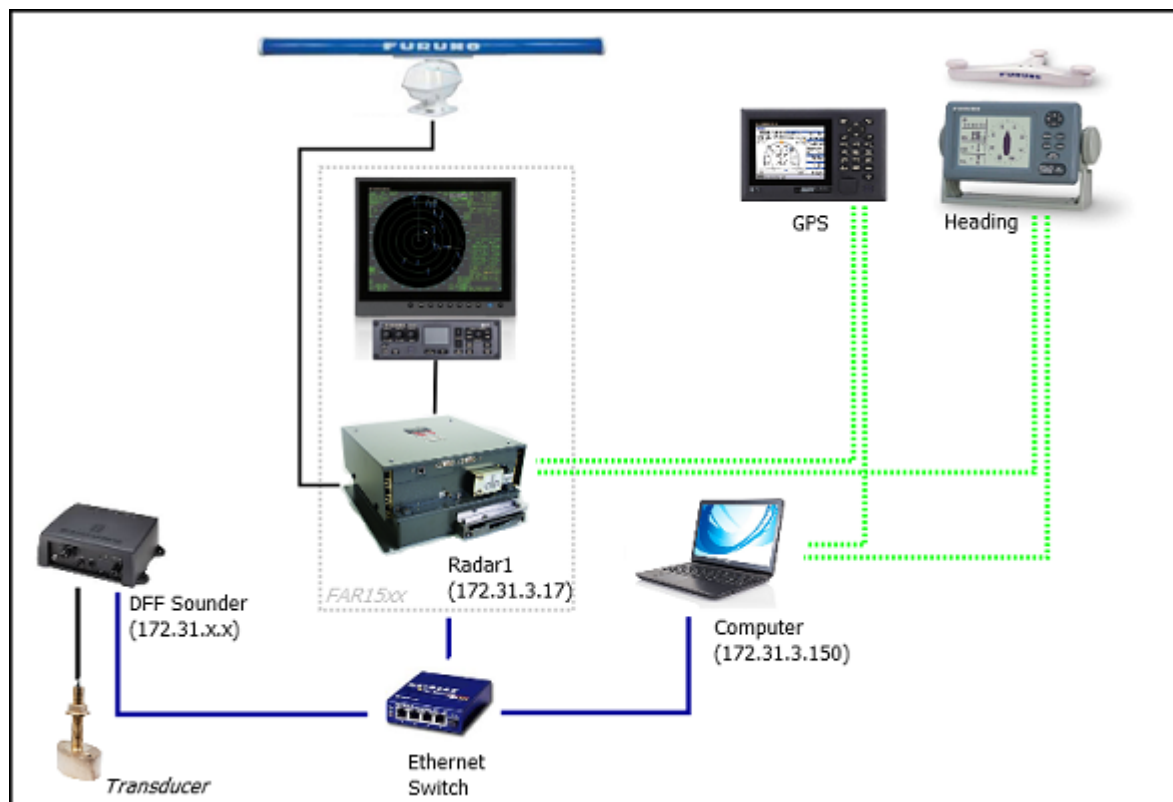 FURUNO
FURUNO
GPS
Heading
Radar1
(172.31.3.17)
FAR15xx
DFF Sounder
(172.31.x.x)
Computer
(172.31.3.150)
Ethernet
Switch
Transducer